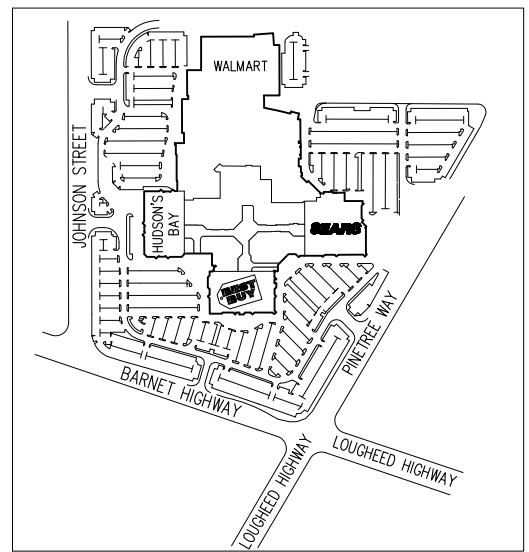 WALMART
JOHNSON STREET
HUDSON'S
BAY
SEARS
BEST
BUY
PINETREE WAY
BARNET HIGHWAY
LOUGHEED HIGHWAY
LOUGHEED HIGHWAY